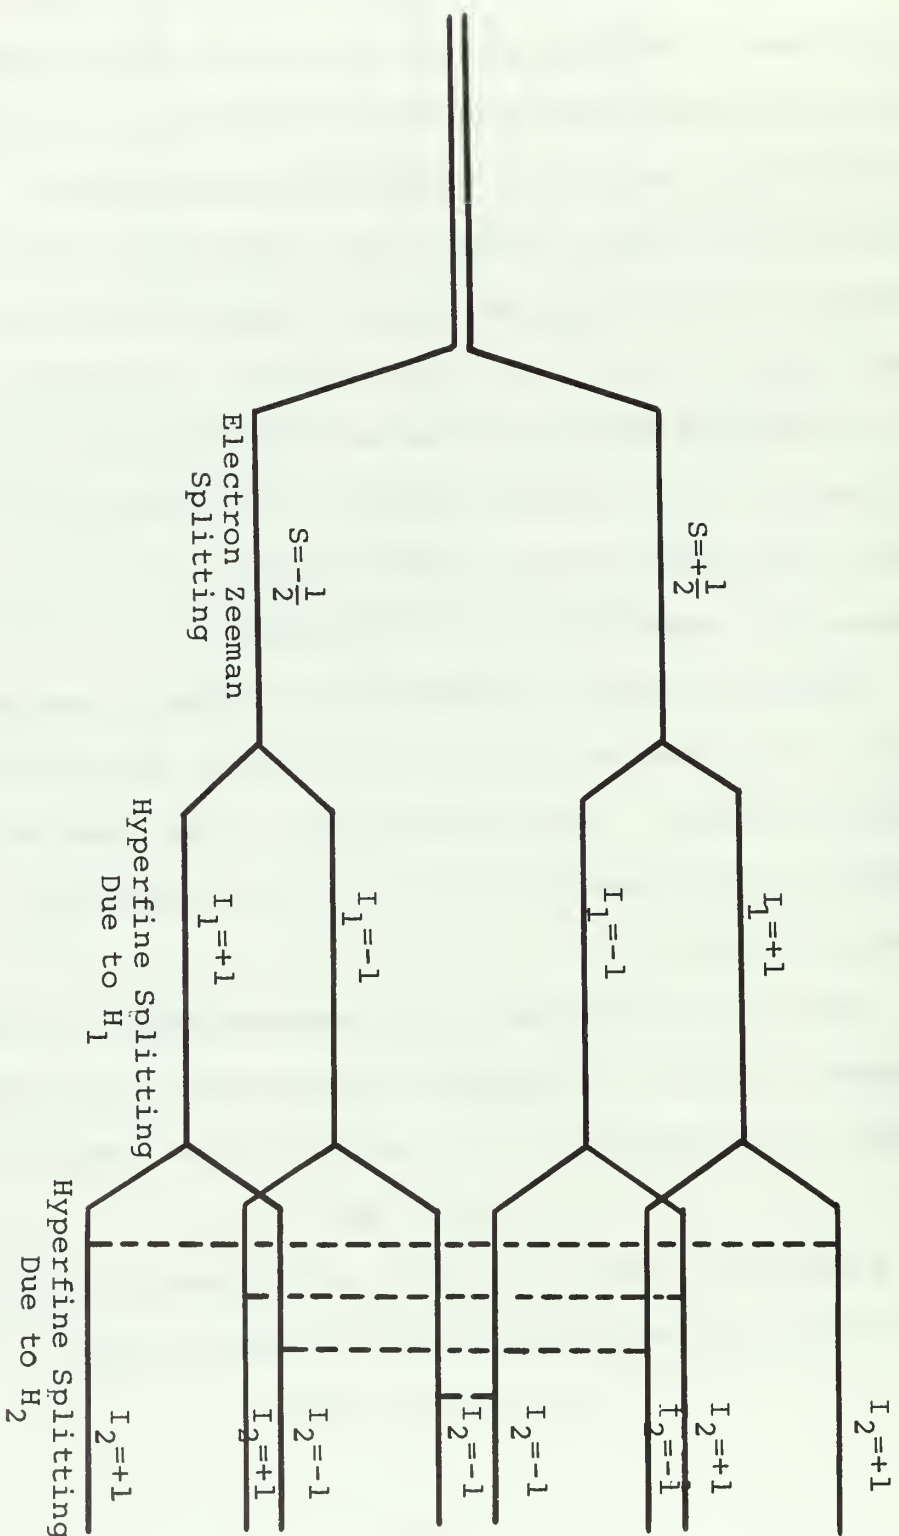 S=+1/2
S=-1/2
Electron Zeeman
Splitting
I₁=+1
I₁=-1
I₁=-1
I₁=+1
Hyperfine Splitting
Due to H₁
I₂=+1
I₂=+1
I₂=-1
I₂=-1
I₂=-1
I₂=-1
I₂=+1
I₂=+1
Hyperfine Splitting
Due to H₂